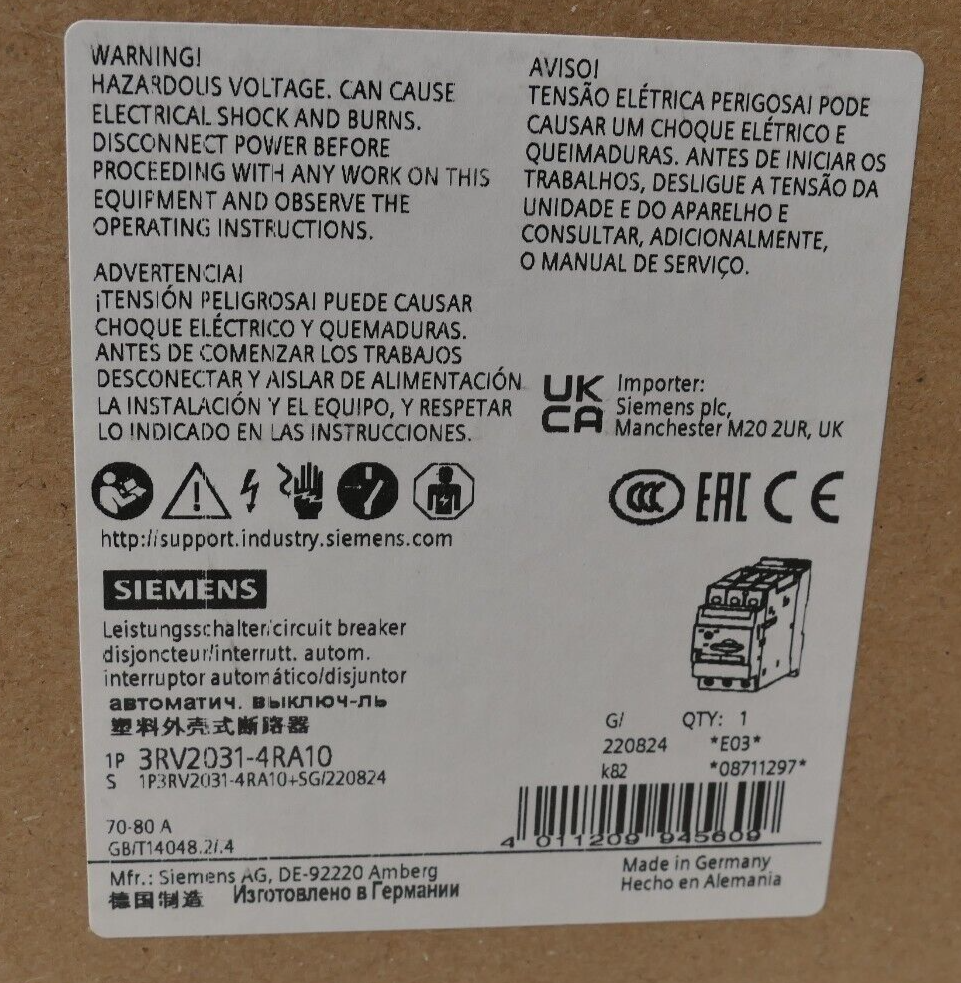 WARNING!
HAZARDOUS VOLTAGE. CAN CAUSE
ELECTRICAL SHOCK AND BURNS.
DISCONNECT POWER BEFORE
PROCEEDING WITH ANY WORK ON THIS
EQUIPMENT AND OBSERVE THE
OPERATING INSTRUCTIONS.
ADVERTENCIA!
¡TENSIÓN PELIGROSA! PUEDE CAUSAR
CHOQUE ELÉCTRICO Y QUEMADURAS.
ANTES DE COMENZAR LOS TRABAJOS
DESCONECTAR Y AISLAR DE ALIMENTACIÓN
LA INSTALACIÓN Y EL EQUIPO, Y RESPETAR
LO INDICADO EN LAS INSTRUCCIONES.
AVISO!
TENSÃO ELÉTRICA PERIGOSA! PODE
CAUSAR UM CHOQUE ELÉTRICO E
QUEIMADURAS. ANTES DE INICIAR OS
TRABALHOS, DESLIGUE A TENSÃO DA
UNIDADE E DO APARELHO E
CONSULTAR, ADICIONALMENTE,
O MANUAL DE SERVIÇO.
UK
CA
Importer:
Siemens plc,
Manchester M20 2UR, UK
CCC EAC CE
http://support.industry.siemens.com
SIEMENS
Leistungsschalter/circuit breaker
disjoncteur/interrutt. autom.
interruptor automático/disjuntor
автоматич. выключ-ль
塑料外壳式断路器
1P 3RV2031-4RA10
S 1P3RV2031-4RA10+SG/220824
G/ QTY: 1
220824 *E03*
k82 *08711297*
4 011209 945609
70-80 A
GB/T14048.2/.4
Mfr.: Siemens AG, DE-92220 Amberg
德国制造 Изготовлено в Германии
Made in Germany
Hecho en Alemania